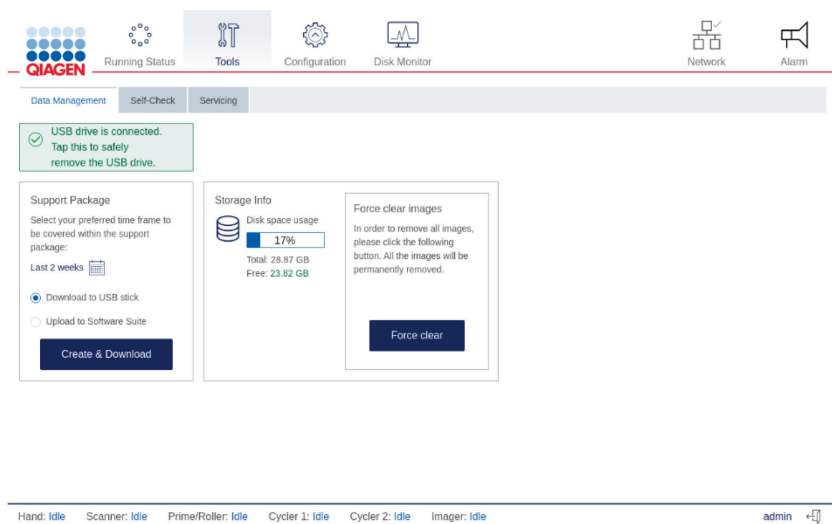 QIAGEN
Running Status
Tools
Configuration
Disk Monitor
Network
Alarm
Data Management
Self-Check
Servicing
USB drive is connected.
Tap this to safely
remove the USB drive.
Support Package
Select your preferred time frame to
be covered within the support
package:
Last 2 weeks
Download to USB stick
Upload to Software Suite
Create & Download
Storage Info
Disk space usage
17%
Total: 28.87 GB
Free: 23.82 GB
Force clear images
In order to remove all images,
please click the following
button. All the images will be
permanently removed.
Force clear
Hand: Idle
Scanner: Idle
Prime/Roller: Idle
Cycler 1: Idle
Cycler 2: Idle
Imager: Idle
admin